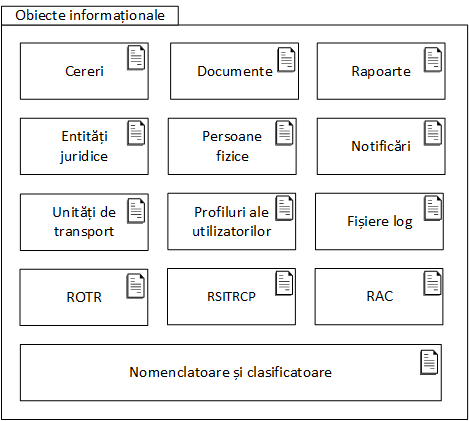 Obiecte informaționale
Cereri
Documente
Rapoarte
Entități
juridice
Persoane
fizice
Notificări
Unități de
transport
Profiluri ale
utilizatorilor
Fișiere log
ROTR
RSITRCP
RAC
Nomenclatoare și clasificatoare